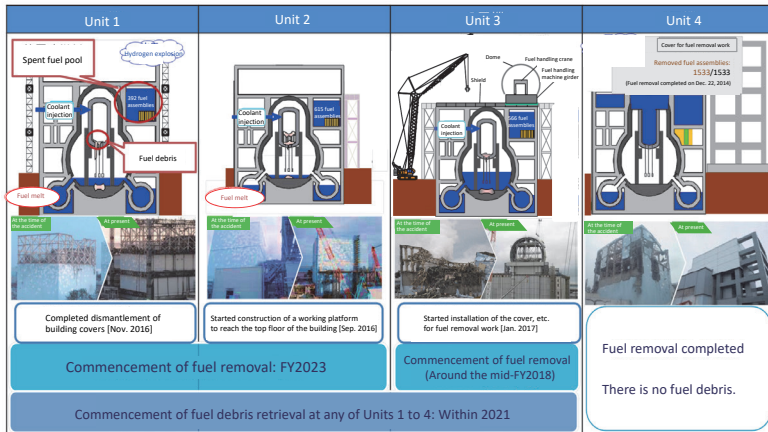 Unit 1
Unit 2
Unit 3
Unit 4
Spent fuel pool
Hydrogen explosion
392 fuel
assemblies
Coolant
injection
Fuel debris
Fuel melt
615 fuel
assemblies
Coolant
injection
Fuel melt
Dome
Fuel handling crane
Fuel handling
machine girder
Shield
566 fuel
assemblies
Coolant
injection
Cover for fuel removal work
Removed fuel assemblies:
1533/1533
(Fuel removal completed on Dec. 22, 2014)
At the time of
the accident
At present
At the time of
the accident
At present
At the time of
the accident
At present
At the time of
the accident
At present
Completed dismantlement of
building covers [Nov. 2016]
Started construction of a working platform
to reach the top floor of the building [Sep. 2016]
Started installation of the cover, etc.
for fuel removal work [Jan. 2017]
Fuel removal completed
There is no fuel debris.
Commencement of fuel removal: FY2023
Commencement of fuel removal
(Around the mid-FY2018)
Commencement of fuel debris retrieval at any of Units 1 to 4: Within 2021